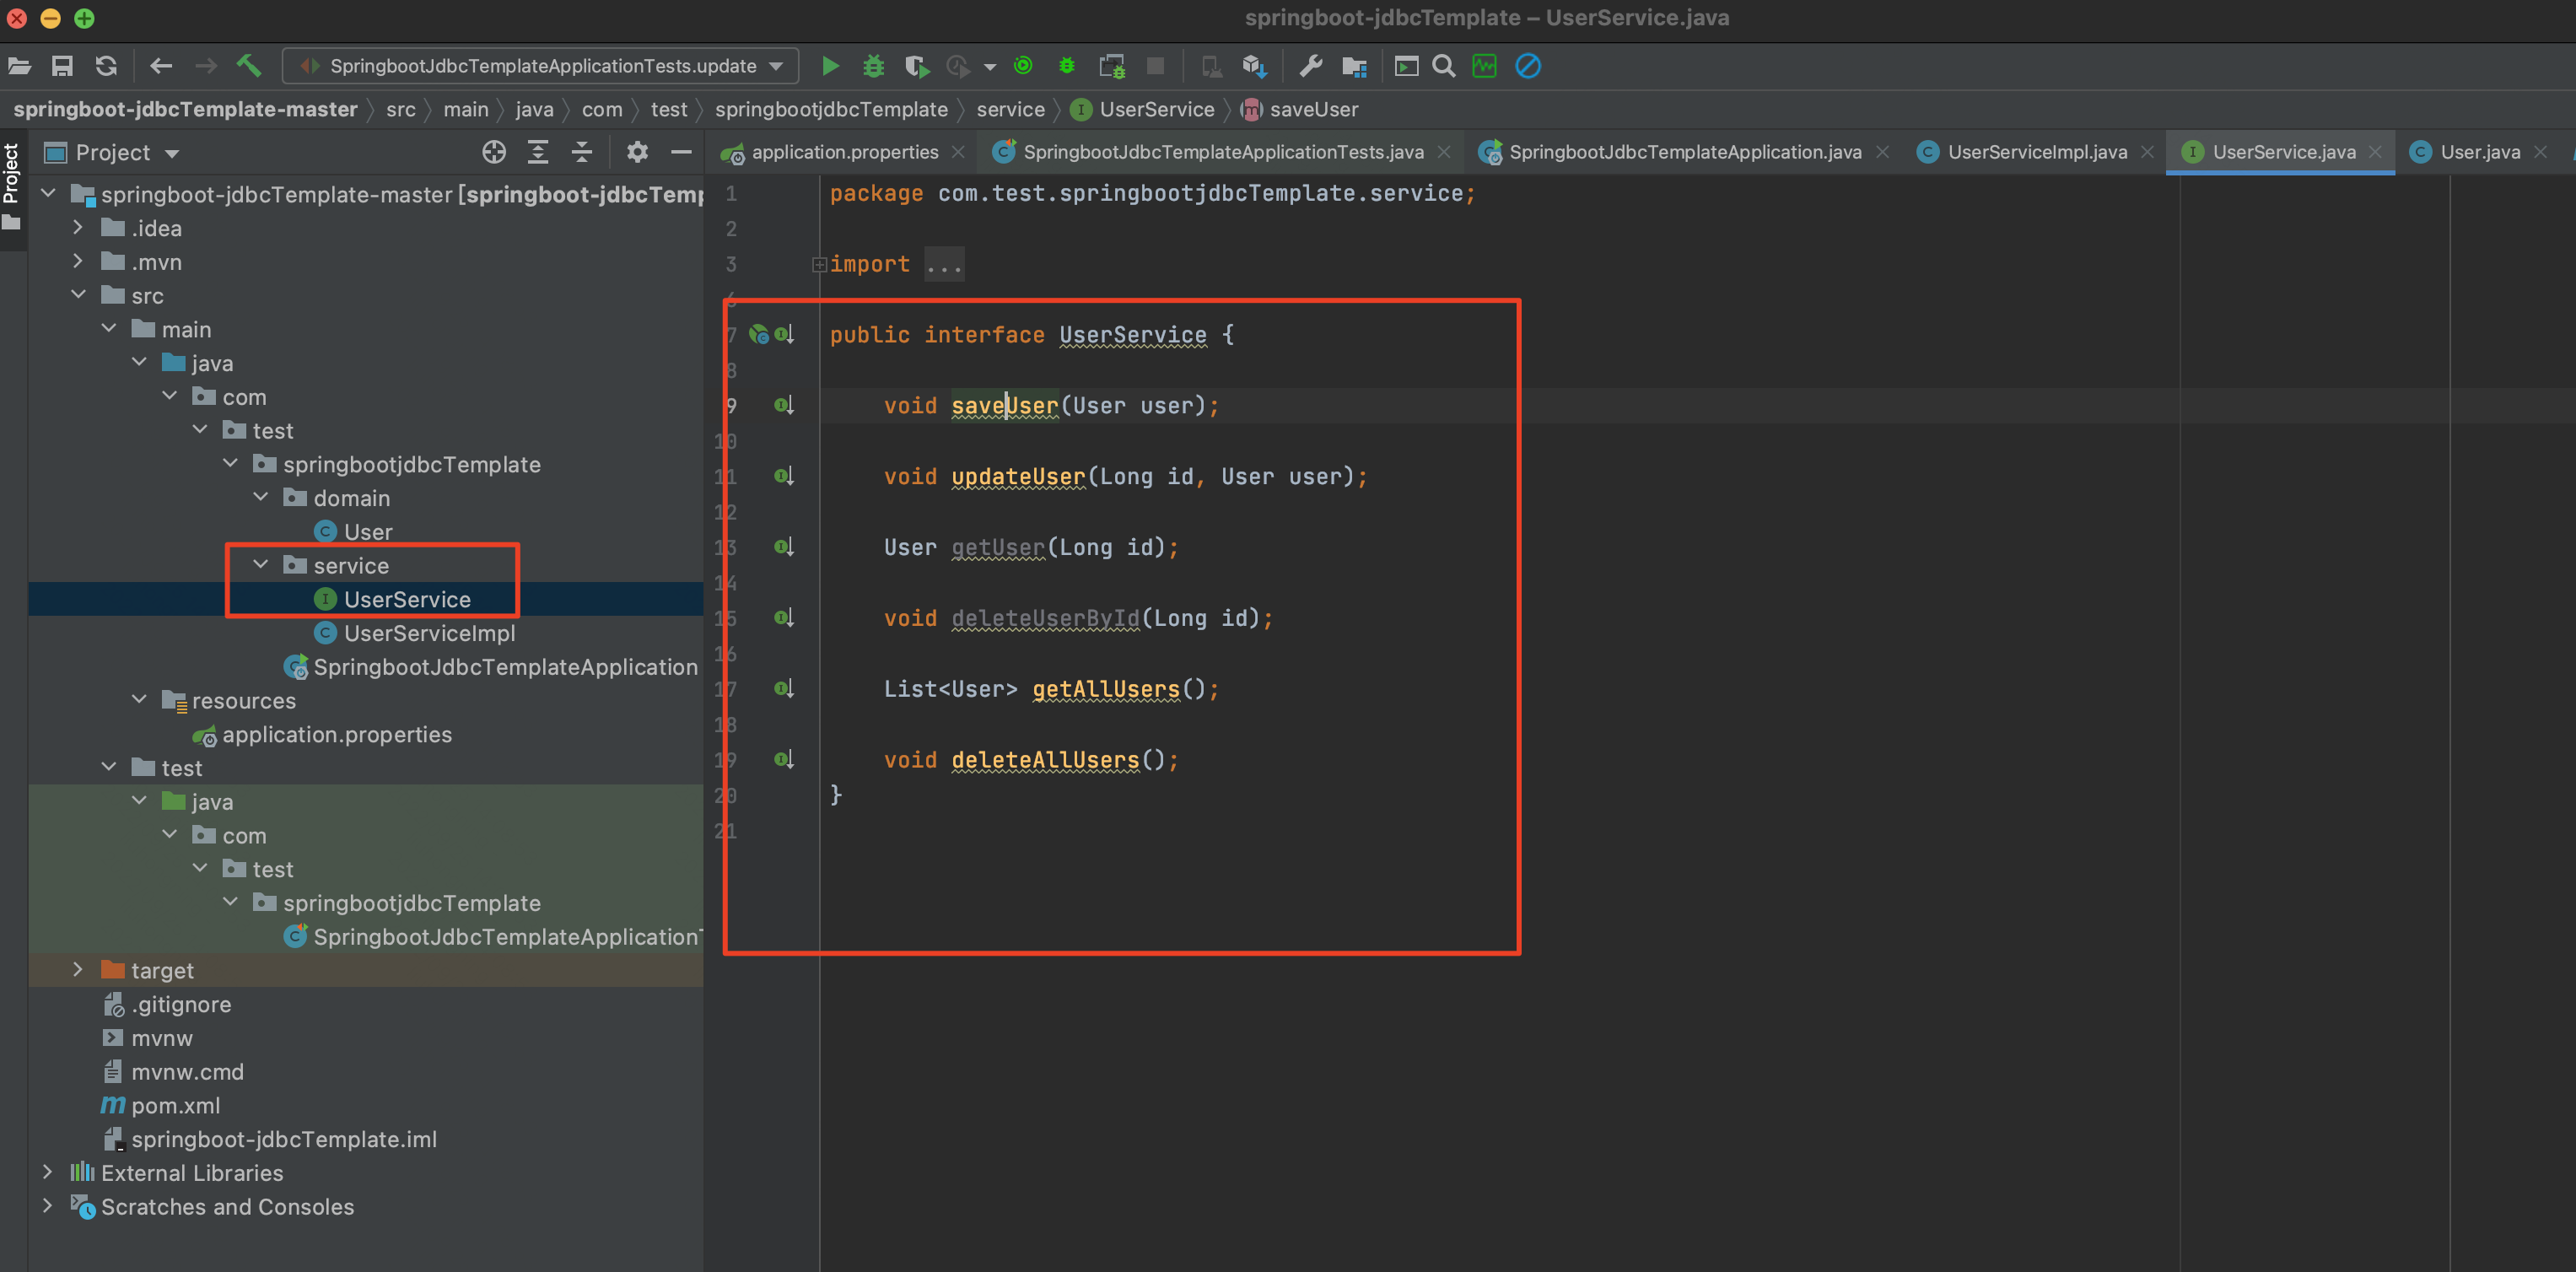 springboot-jdbcTemplate – UserService.java
SpringbootJdbcTemplateApplicationTests.update
springboot-jdbcTemplate-master src main java com test springbootjdbcTemplate service UserService saveUser
Project
Project
application.properties SpringbootJdbcTemplateApplicationTests.java SpringbootJdbcTemplateApplication.java UserServiceImpl.java UserService.java User.java
springboot-jdbcTemplate-master [springboot-jdbcTemp
.idea
.mvn
src
main
java
com
test
springbootjdbcTemplate
domain
User
service
UserService
UserServiceImpl
SpringbootJdbcTemplateApplication
resources
application.properties
test
java
com
test
springbootjdbcTemplate
SpringbootJdbcTemplateApplication
target
.gitignore
mvnw
mvnw.cmd
pom.xml
springboot-jdbcTemplate.iml
External Libraries
Scratches and Consoles
1 package com.test.springbootjdbcTemplate.service;
2
3 import ...
6
7 public interface UserService {
8
9 void saveUser(User user);
10
11 void updateUser(Long id, User user);
12
13 User getUser(Long id);
14
15 void deleteUserById(Long id);
16
17 List<User> getAllUsers();
18
19 void deleteAllUsers();
20 }
21